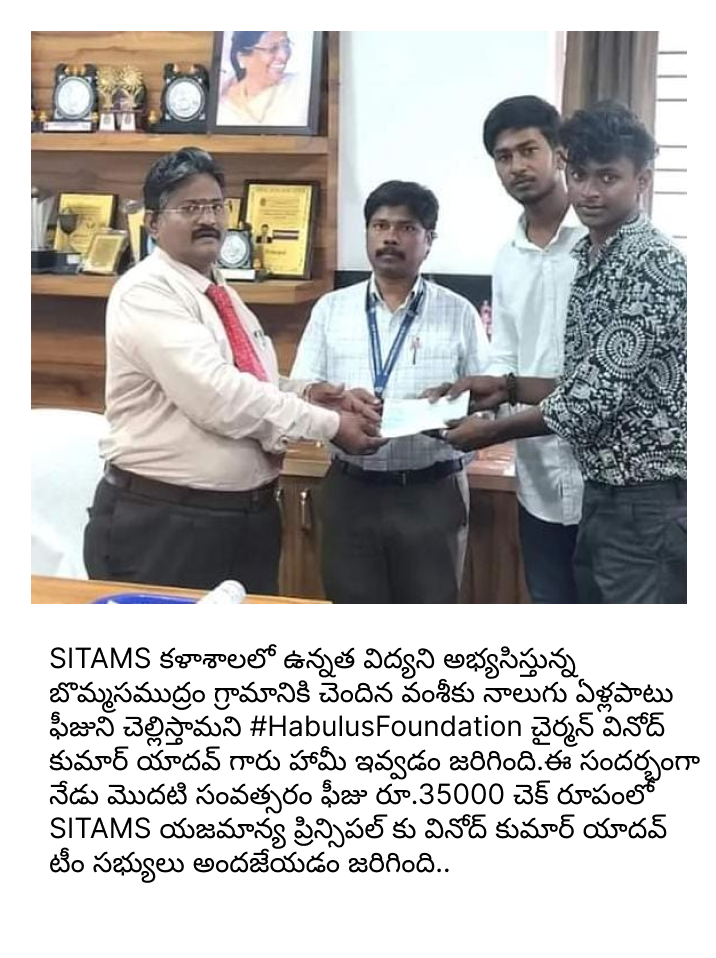 SITAMS కళాశాలలో ఉన్నత విద్యని అభ్యసిస్తున్న
బొమ్మసముద్రం గ్రామానికి చెందిన వంశీకు నాలుగు ఏళ్లపాటు
ఫీజుని చెల్లిస్తామని #HabulusFoundation చైర్మన్ వినోద్
కుమార్ యాదవ్ గారు హామీ ఇవ్వడం జరిగింది.ఈ సందర్భంగా
నేడు మొదటి సంవత్సరం ఫీజు రూ.35000 చెక్ రూపంలో
SITAMS యజమాన్య ప్రిన్సిపల్ కు వినోద్ కుమార్ యాదవ్
టీం సభ్యులు అందజేయడం జరిగింది..